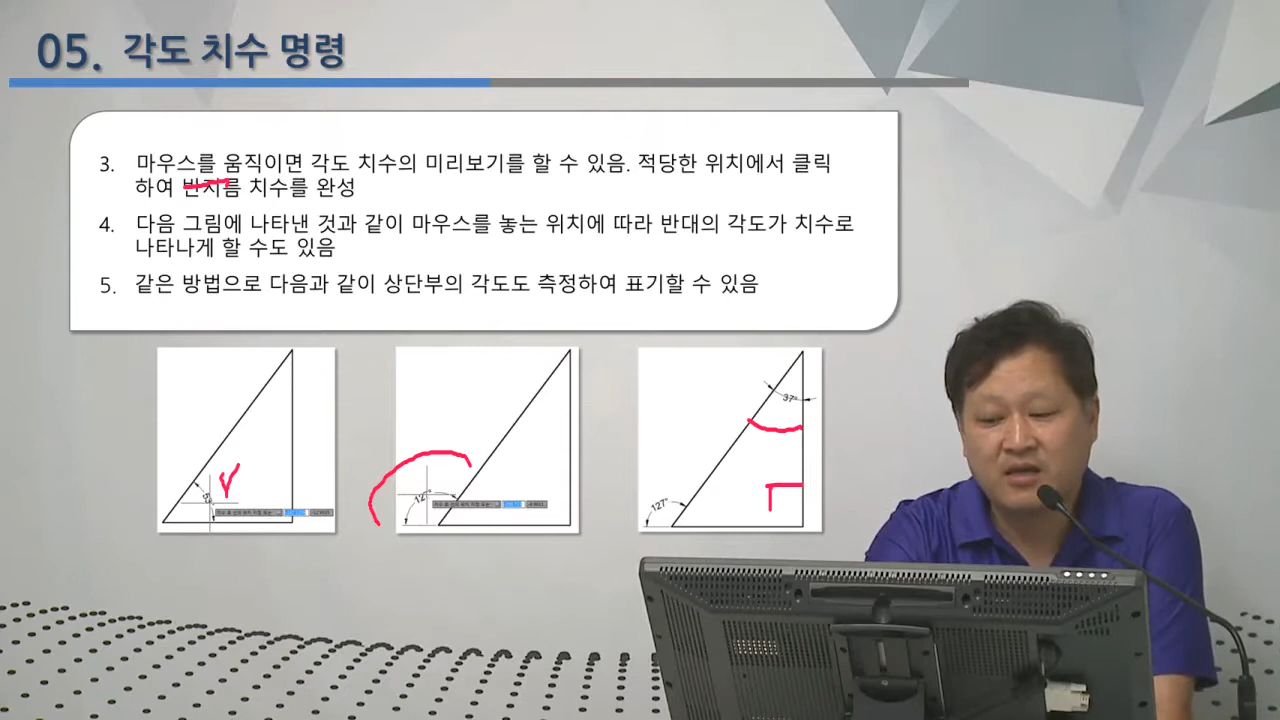 05. 각도 치수 명령
3. 마우스를 움직이면 각도 치수의 미리보기를 할 수 있음. 적당한 위치에서 클릭
하여 반지름 치수를 완성
4. 다음 그림에 나타낸 것과 같이 마우스를 놓는 위치에 따라 반대의 각도가 치수로
나타나게 할 수도 있음
5. 같은 방법으로 다음과 같이 상단부의 각도도 측정하여 표기할 수 있음
37°
127°